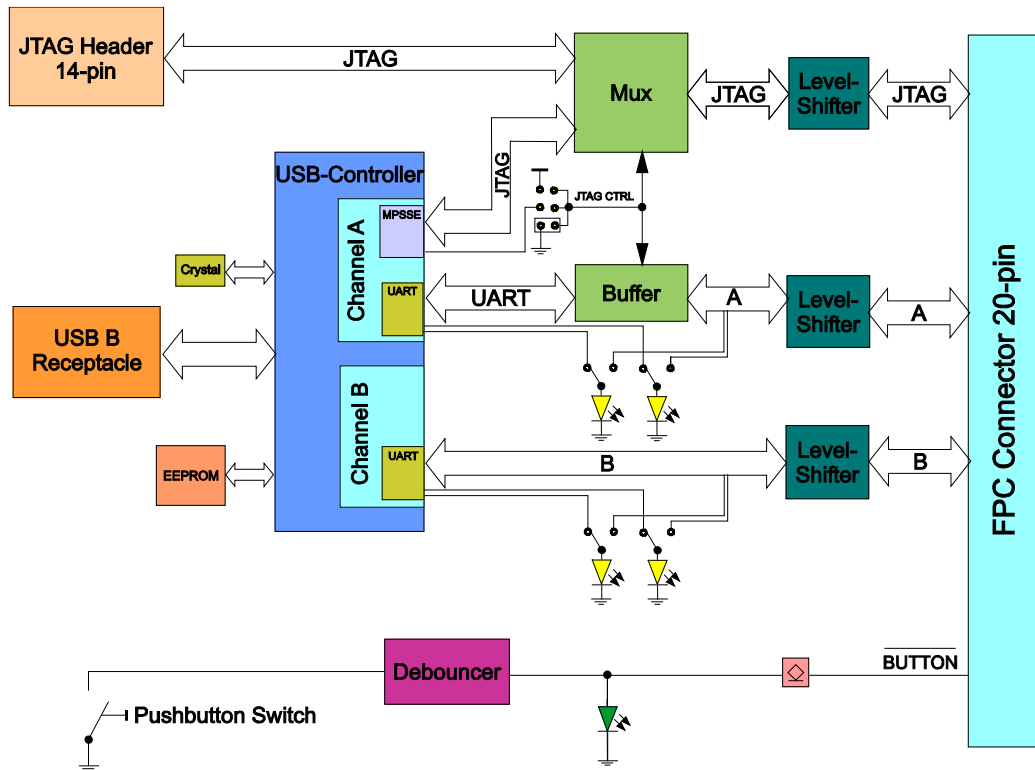 JTAG Header
14-pin
JTAG
Mux
JTAG
Level-
Shifter
JTAG
USB-Controller
JTAG
MPSSE
JTAG CTRL
Channel A
Crystal
UART
UART
Buffer
A
Level-
Shifter
A
USB B
Receptacle
Channel B
UART
B
Level-
Shifter
B
EEPROM
FPC Connector 20-pin
Debouncer
BUTTON
Pushbutton Switch